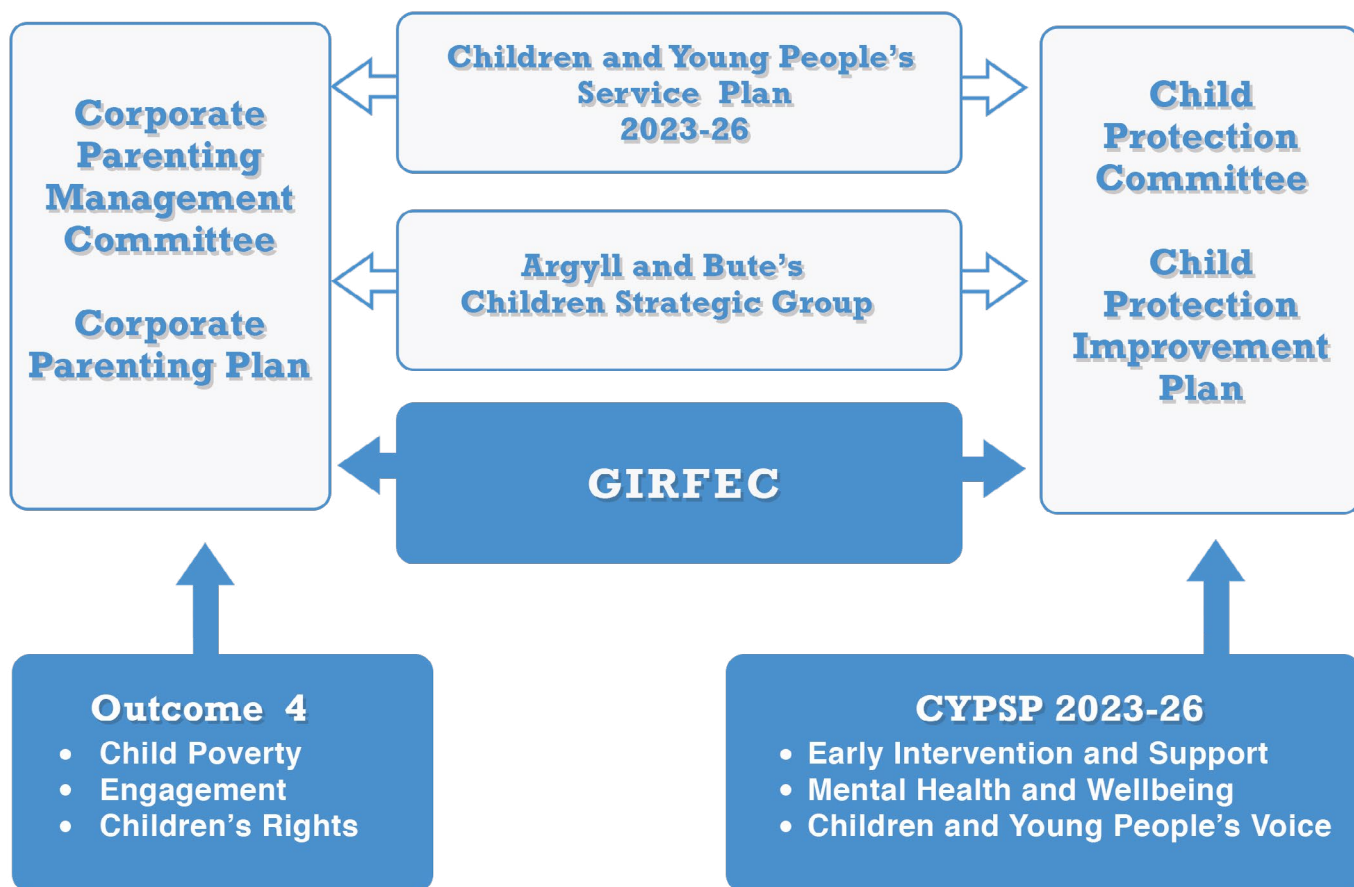 Corporate
Parenting
Management
Committee
Corporate
Parenting Plan
Children and Young People's
Service Plan
2023-26
Argyll and Bute's
Children Strategic Group
GIRFEC
Child
Protection
Committee
Child
Protection
Improvement
Plan
Outcome 4
• Child Poverty
• Engagement
• Children's Rights
CYPSP 2023-26
• Early Intervention and Support
• Mental Health and Wellbeing
• Children and Young People's Voice